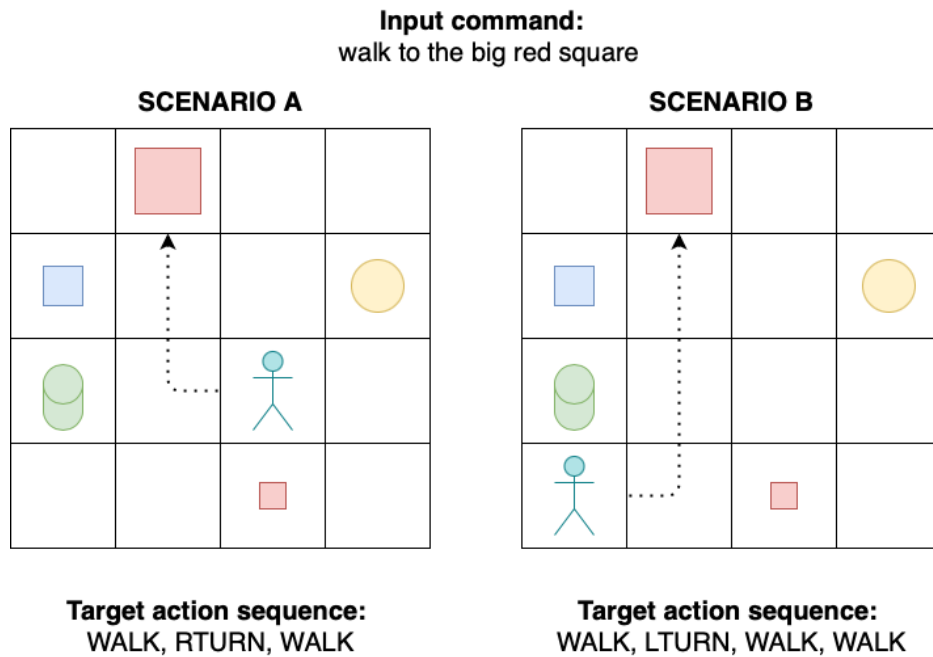 Input command:
walk to the big red square
SCENARIO A
SCENARIO B
Target action sequence:
WALK, RTURN, WALK
Target action sequence:
WALK, LTURN, WALK, WALK